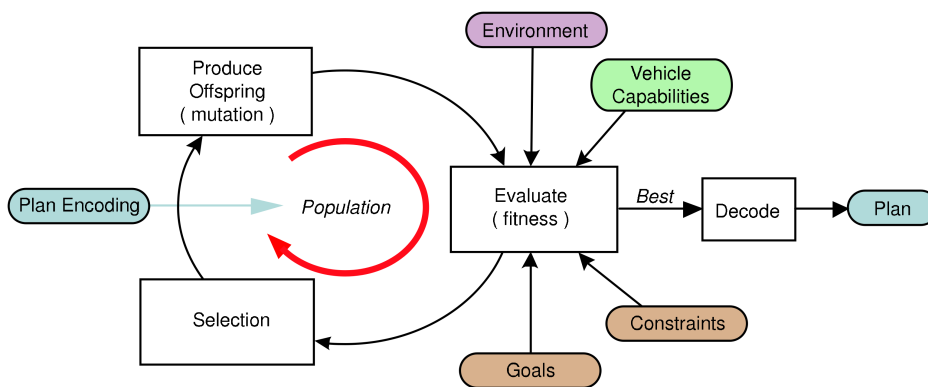 Environment
Produce
Offspring
( mutation )
Vehicle
Capabilities
Plan Encoding
Population
Evaluate
( fitness )
Best
Decode
Plan
Selection
Constraints
Goals